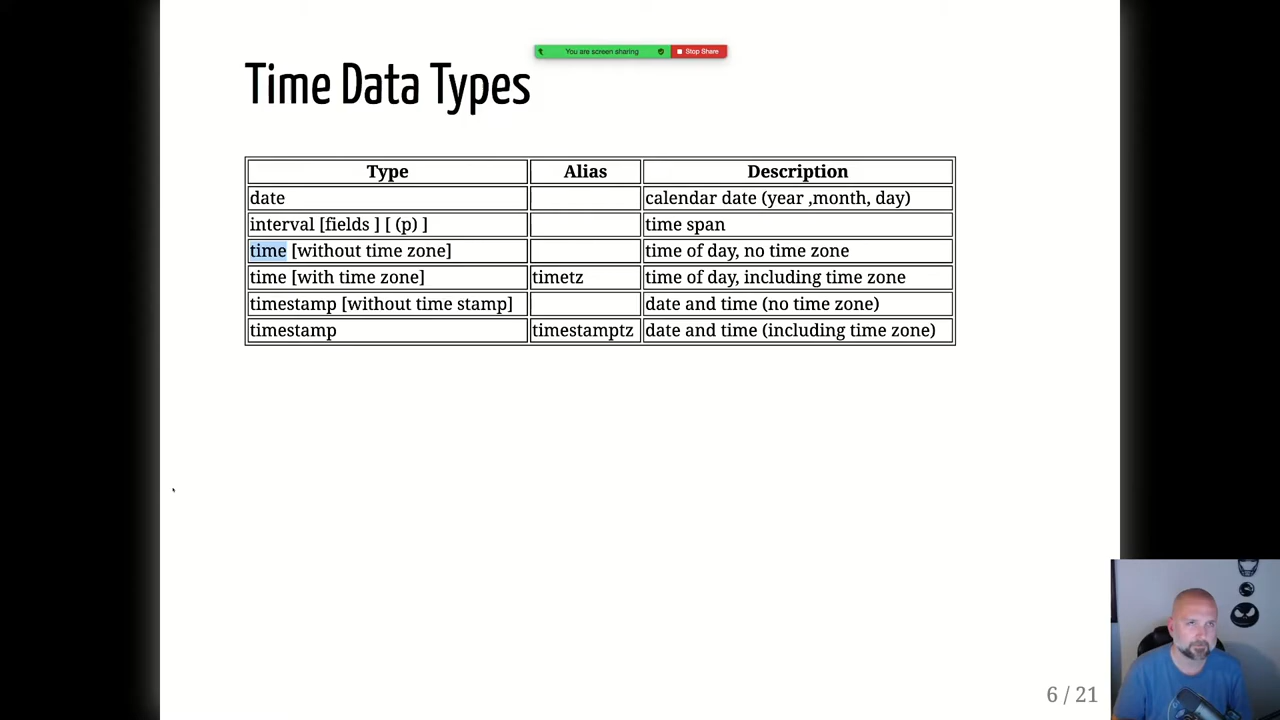 You are screen sharing Stop Share
Time Data Types
Type Alias Description
date calendar date (year ,month, day)
interval [fields ] [ (p) ] time span
time [without time zone] time of day, no time zone
time [with time zone] timetz time of day, including time zone
timestamp [without time stamp] date and time (no time zone)
timestamp timestamptz date and time (including time zone)
6 / 21